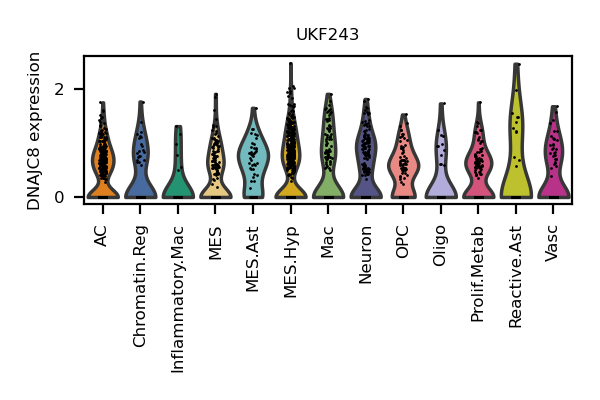 UKF243
DNAJC8 expression
2
0
AC
Chromatin.Reg
Inflammatory.Mac
MES
MES.Ast
MES.Hyp
Mac
Neuron
OPC
Oligo
Prolif.Metab
Reactive.Ast
Vasc